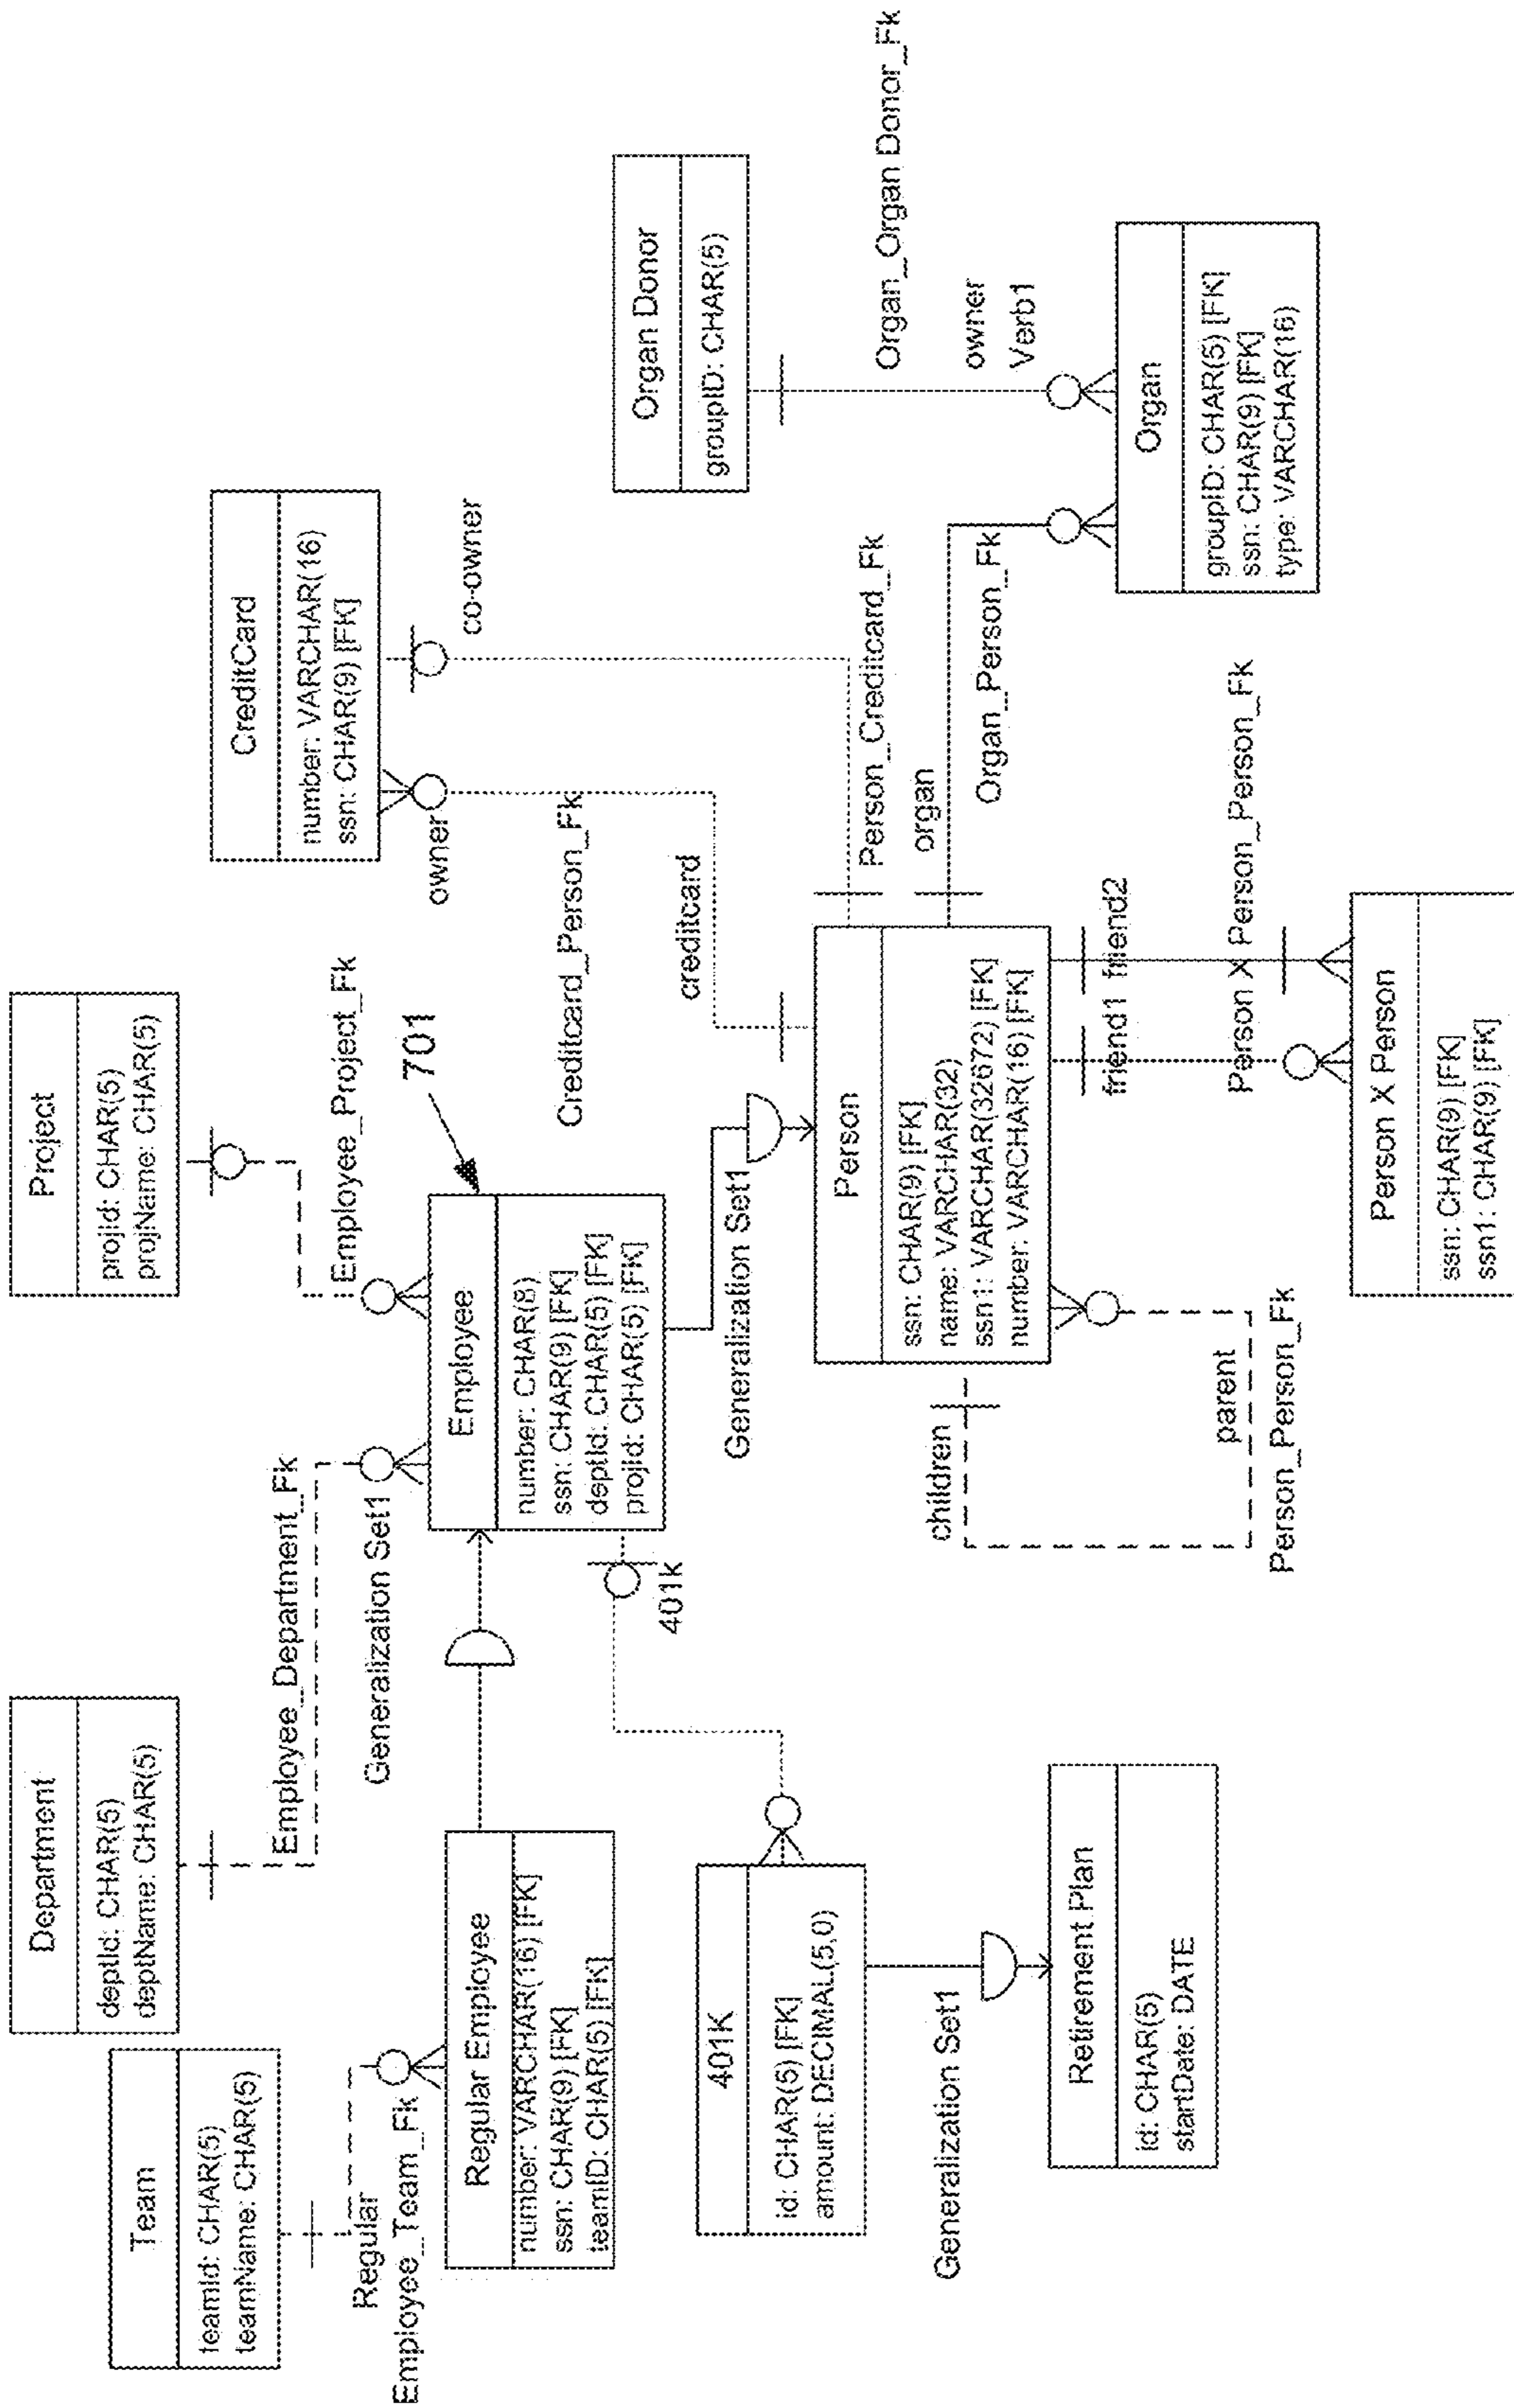 Team
teamId: CHAR(5)
teamName: CHAR(5)
Department
deptId: CHAR(5)
deptName: CHAR(5)
Project
projId: CHAR(5)
projName: CHAR(5)
CreditCard
number: VARCHAR(16)
ssn: CHAR(9) [FK]
Regular
Employee_Team_Fk
Employee_Department_Fk
Generalization Set1
Employee_Project_Fk
701
owner
co-owner
Creditcard_Person_Fk
creditcard
Regular Employee
number: VARCHAR(16) [FK]
ssn: CHAR(9) [FK]
teamID: CHAR(5) [FK]
Employee
number: CHAR(8)
ssn: CHAR(9) [FK]
deptId: CHAR(5) [FK]
projId: CHAR(5) [FK]
401k
Generalization Set1
Organ Donor
groupID: CHAR(5)
401K
id: CHAR(5) [FK]
amount: DECIMAL(5,0)
Person
ssn: CHAR(9) [FK]
name: VARCHAR(32)
ssn1: VARCHAR(32672) [FK]
number: VARCHAR(16) [FK]
Person_Creditcard_Fk
organ
Organ_Person_Fk
Organ_Organ Donor_Fk
owner
Verb1
Generalization Set1
children
parent
Person_Person_Fk
friend1 friend2
Person X Person_Person_Fk
Retirement Plan
id: CHAR(5)
startDate: DATE
Organ
groupID: CHAR(5) [FK]
ssn: CHAR(9) [FK]
type: VARCHAR(16)
Person X Person
ssn: CHAR(9) [FK]
ssn1: CHAR(9) [FK]